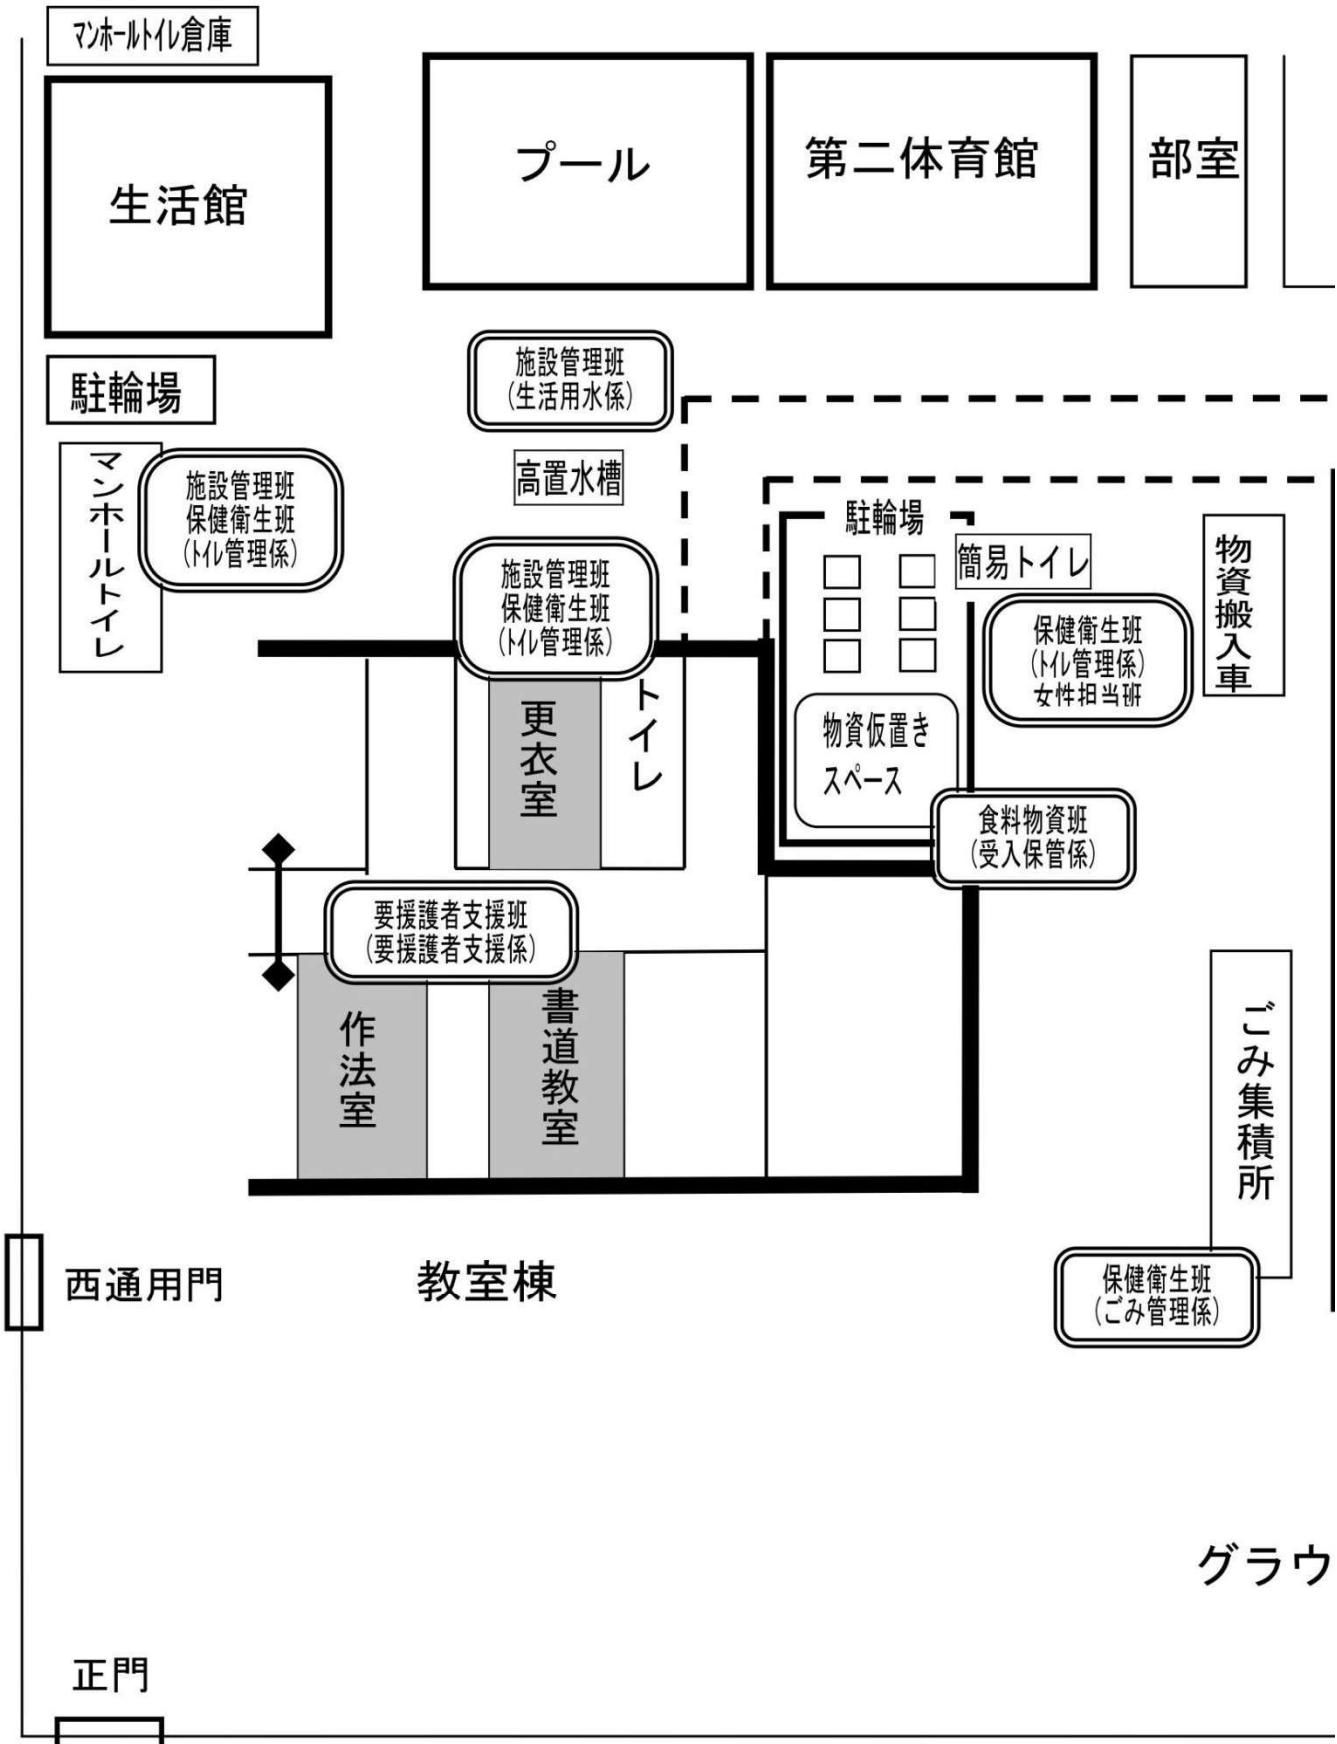 マンホールトイレ倉庫
生活館
プール
第二体育館
部室
駐輪場
施設管理班
(生活用水係)
高置水槽
マンホールトイレ
施設管理班
保健衛生班
(トイレ管理係)
施設管理班
保健衛生班
(トイレ管理係)
駐輪場
簡易トイレ
物資搬入車
保健衛生班
(トイレ管理係)
女性担当班
更衣室
トイレ
物資仮置き
スペース
食料物資班
(受入保管係)
要援護者支援班
(要援護者支援係)
作法室
書道教室
ごみ集積所
保健衛生班
(ごみ管理係)
西通用門
教室棟
グラウ
正門